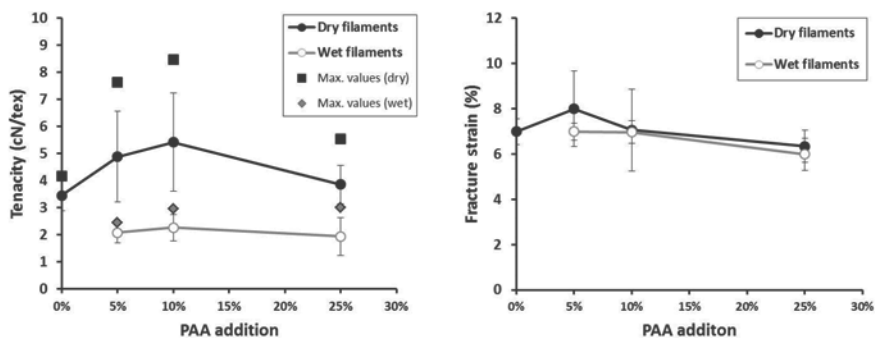 10
9
8
7
6
5
4
3
2
1
0
Tenacity (cN/tex)
0% 5% 10% 15% 20% 25% 30%
PAA addition
Dry filaments
Wet filaments
Max. values (dry)
Max. values (wet)
12
10
8
6
4
2
0
Fracture strain (%)
0% 5% 10% 15% 20% 25% 30%
PAA additon
Dry filaments
Wet filaments